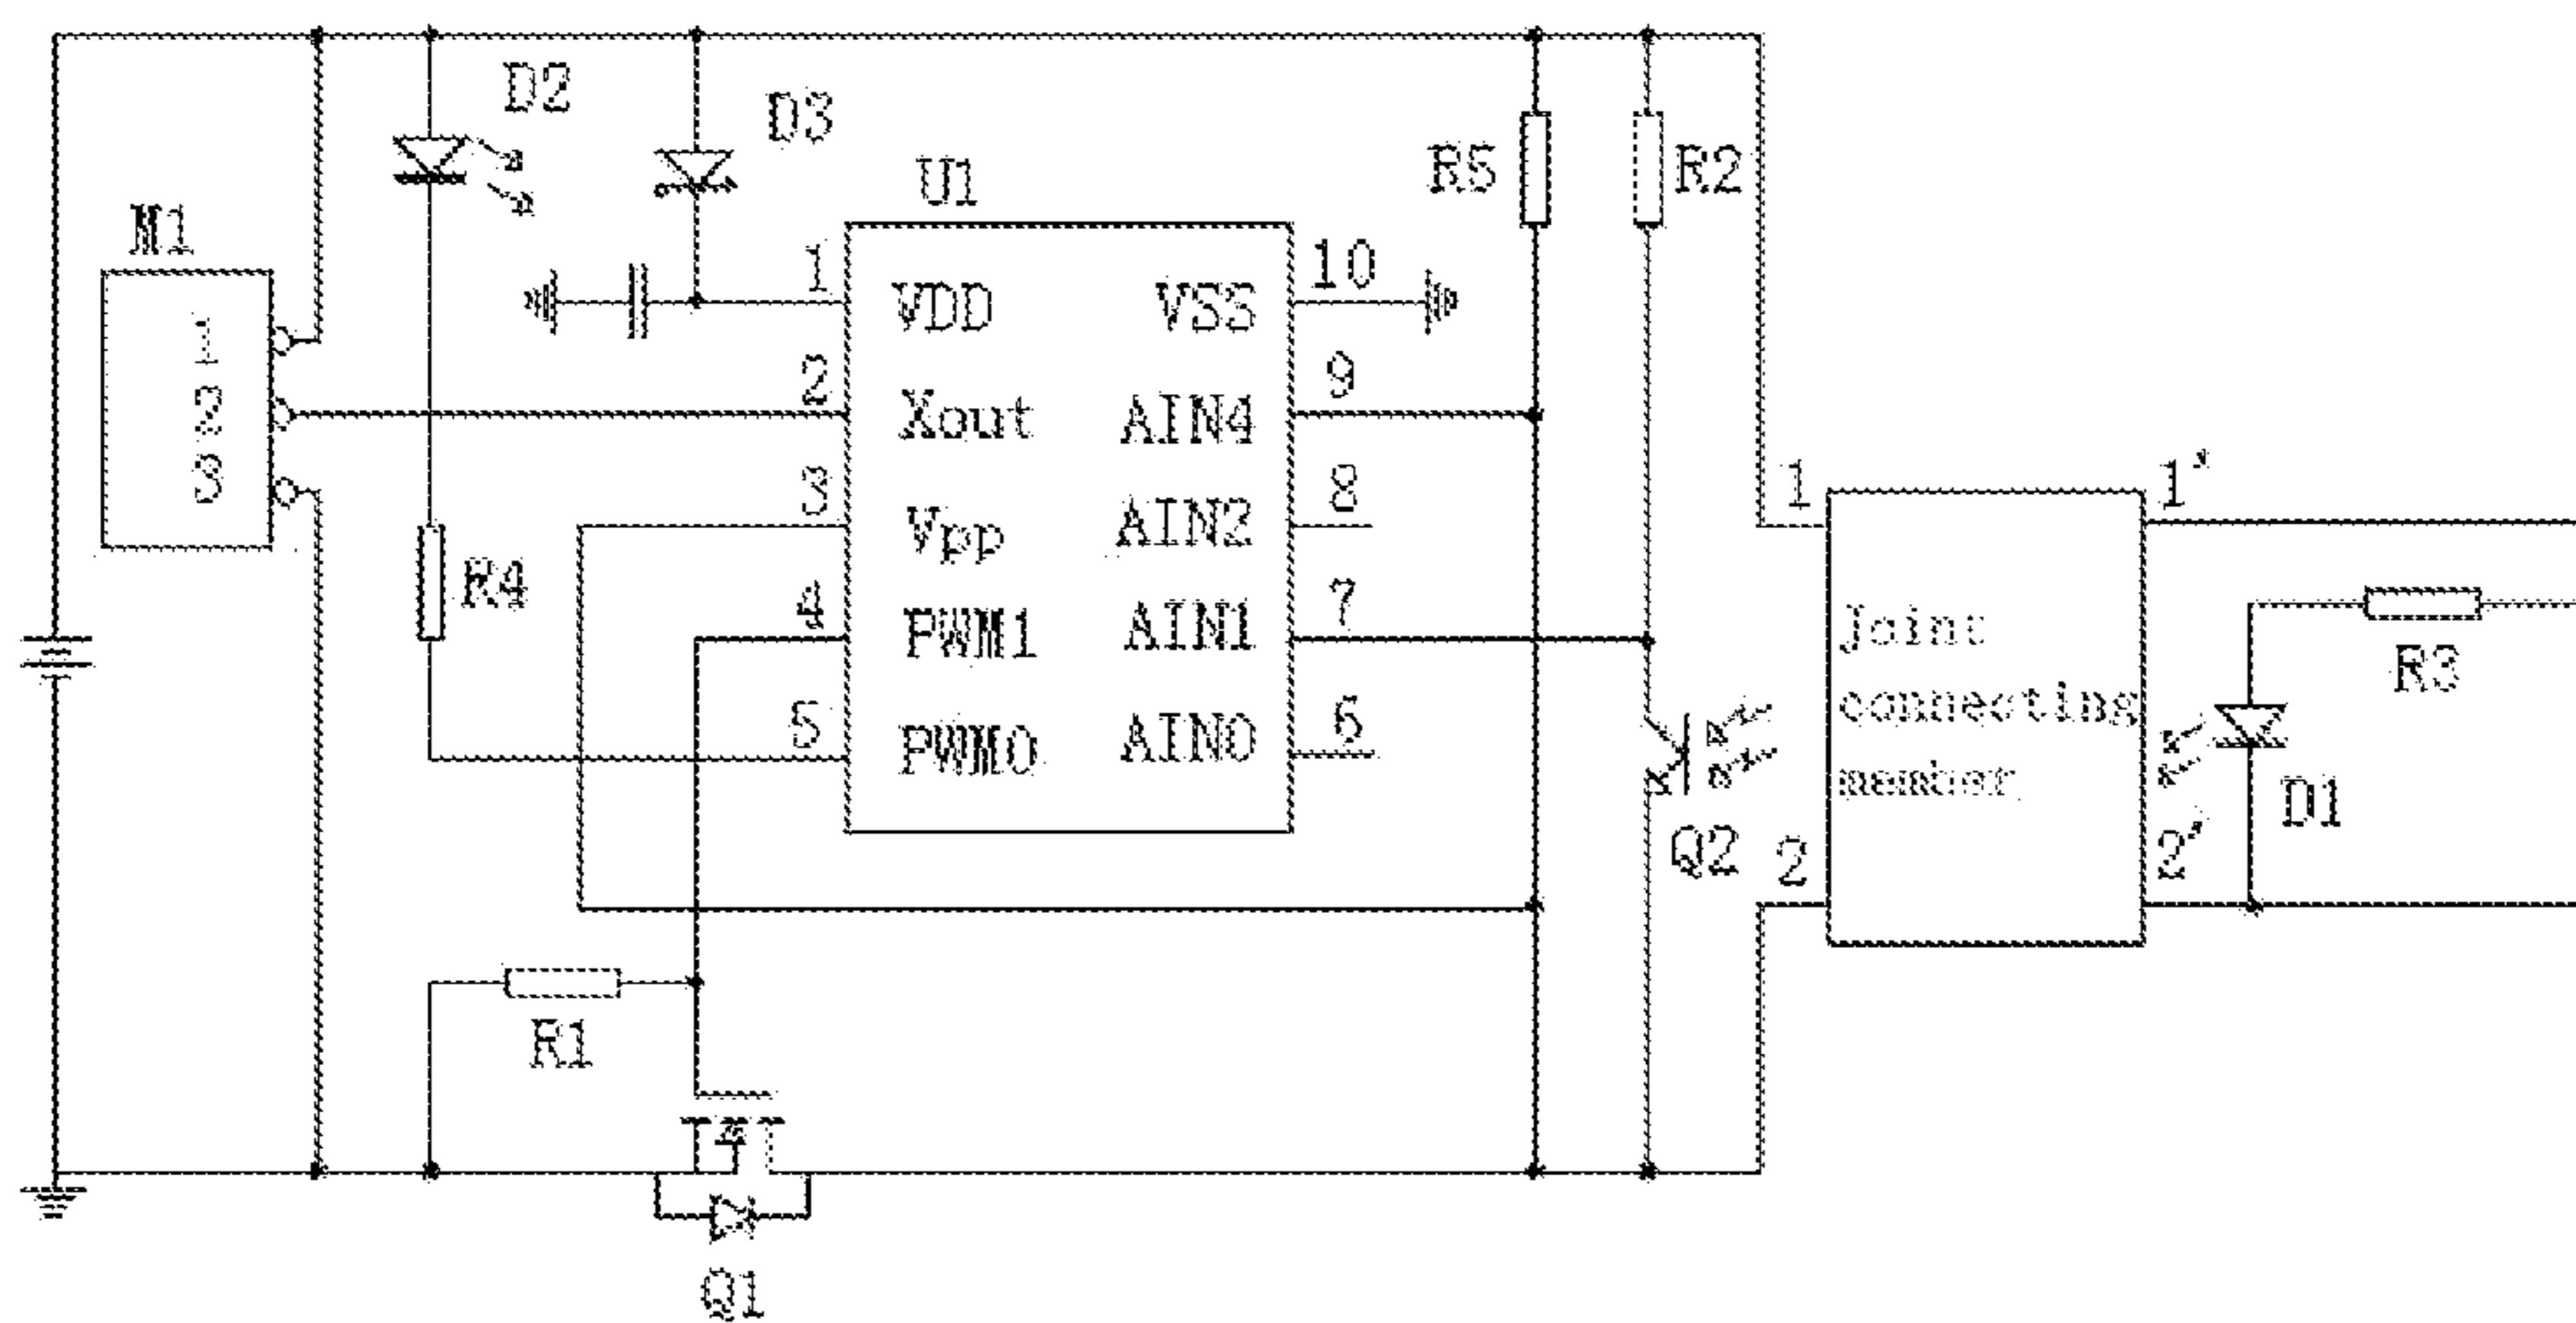 D2
D3
U1
R5
R2
M1
1
2
3
1
VDD
VSS
10
2
Xout
AIN4
9
3
Vpp
AIN2
8
4
PWM1
AIN1
7
5
PWM0
AIN0
6
R4
1
1'
Joint
connecting
member
R3
D1
Q2
2
2'
R1
Q1